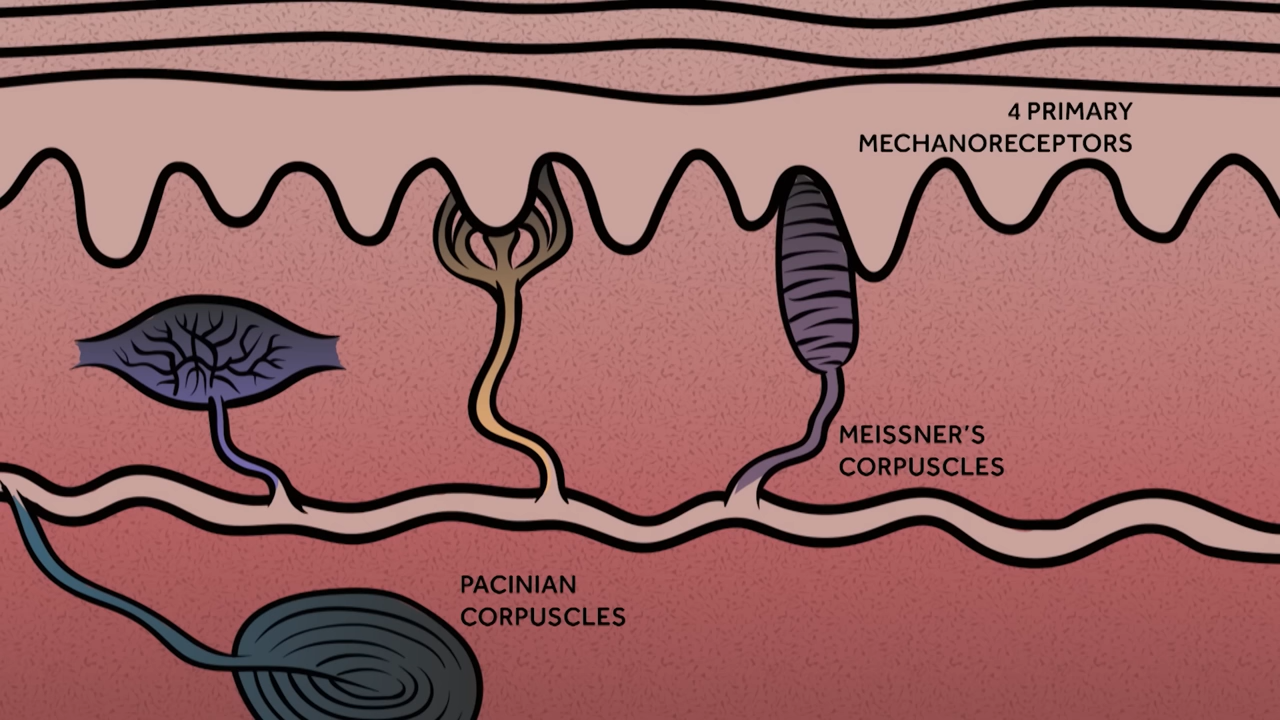 4 PRIMARY
MECHANORECEPTORS
MEISSNER'S
CORPUSCLES
PACINIAN
CORPUSCLES